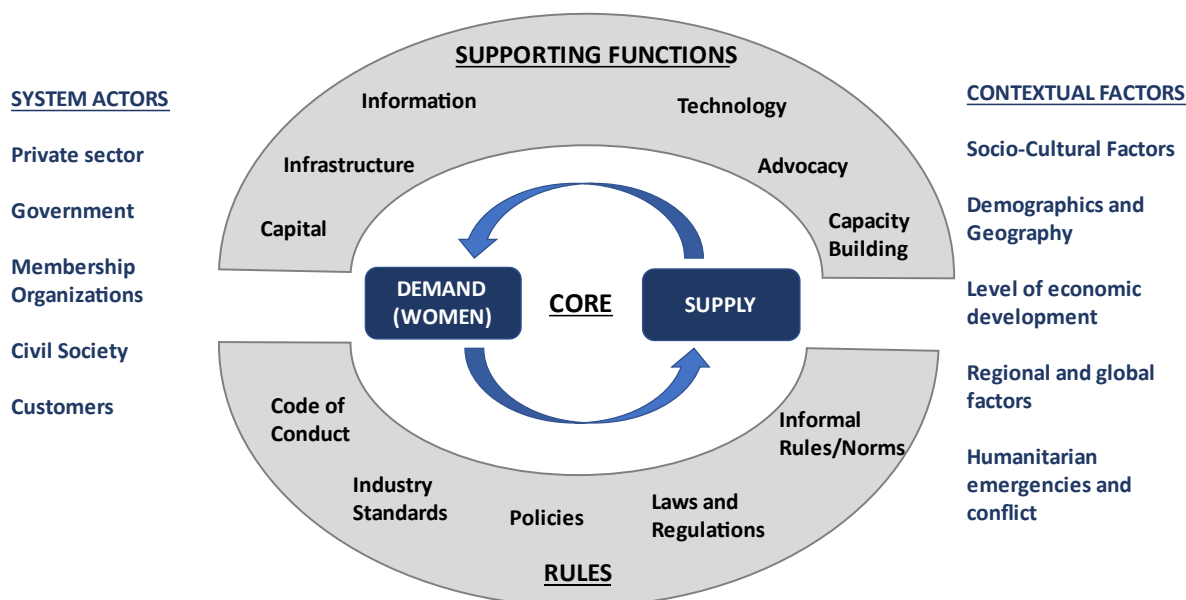 SYSTEM ACTORS
Private sector
Government
Membership
Organizations
Civil Society
Customers
SUPPORTING FUNCTIONS
Information
Technology
Infrastructure
Advocacy
Capital
Capacity
Building
DEMAND
(WOMEN)
CORE
SUPPLY
Code of
Conduct
Industry
Standards
Policies
Laws and
Regulations
Informal
Rules/Norms
RULES
CONTEXTUAL FACTORS
Socio-Cultural Factors
Demographics and
Geography
Level of economic
development
Regional and global
factors
Humanitarian
emergencies and
conflict